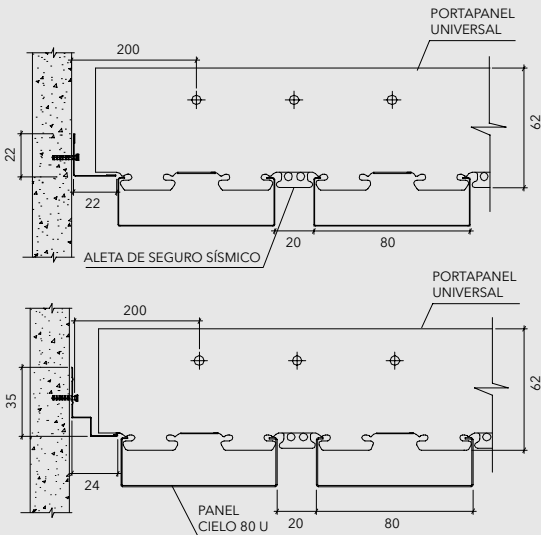 PORTAPANEL
UNIVERSAL
200
62
22
22
20
80
ALETA DE SEGURO SÍSMICO
PORTAPANEL
UNIVERSAL
200
62
35
24
PANEL
CIELO 80 U
20
80